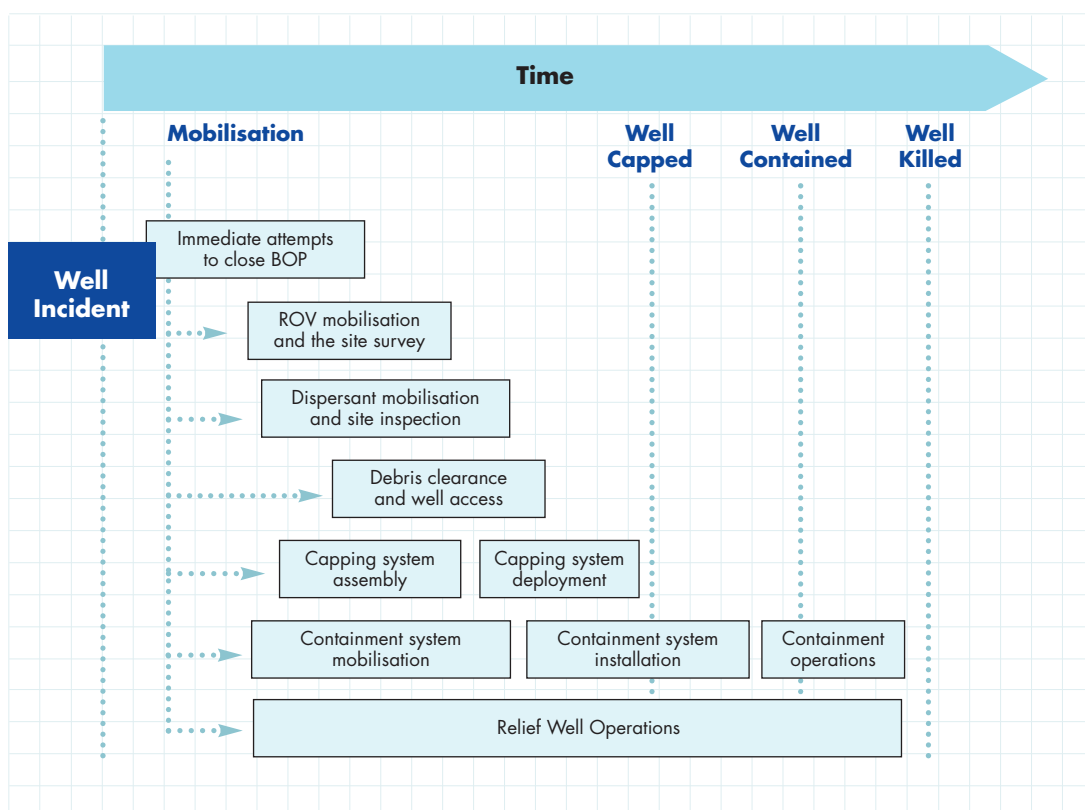 Time
Mobilisation
Well
Capped
Well
Contained
Well
Killed
Immediate attempts
to close BOP
Well
Incident
ROV mobilisation
and the site survey
Dispersant mobilisation
and site inspection
Debris clearance
and well access
Capping system
assembly
Capping system
deployment
Containment system
mobilisation
Containment system
installation
Containment
operations
Relief Well Operations